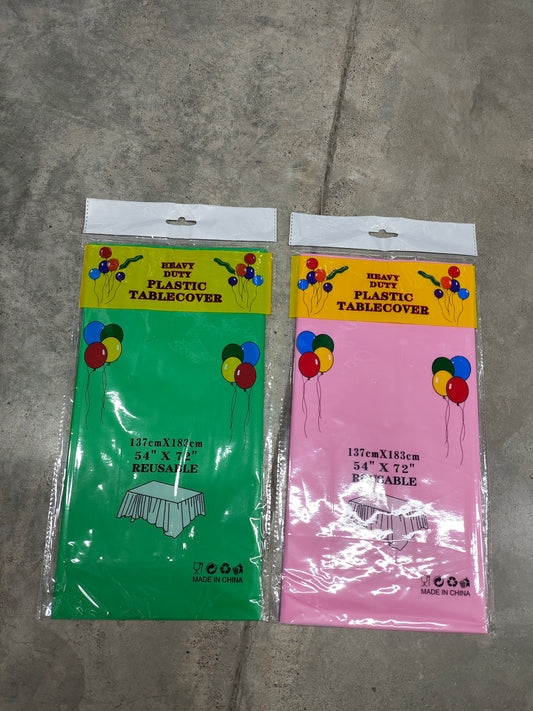 HEAVY
DUTY
PLASTIC
TABLECOVER
137cmX183cm
54" X 72"
REUSABLE
MADE IN CHINA
HEAVY
DUTY
PLASTIC
TABLECOVER
137cmX183cm
54" X 72"
REUSABLE
MADE IN CHINA